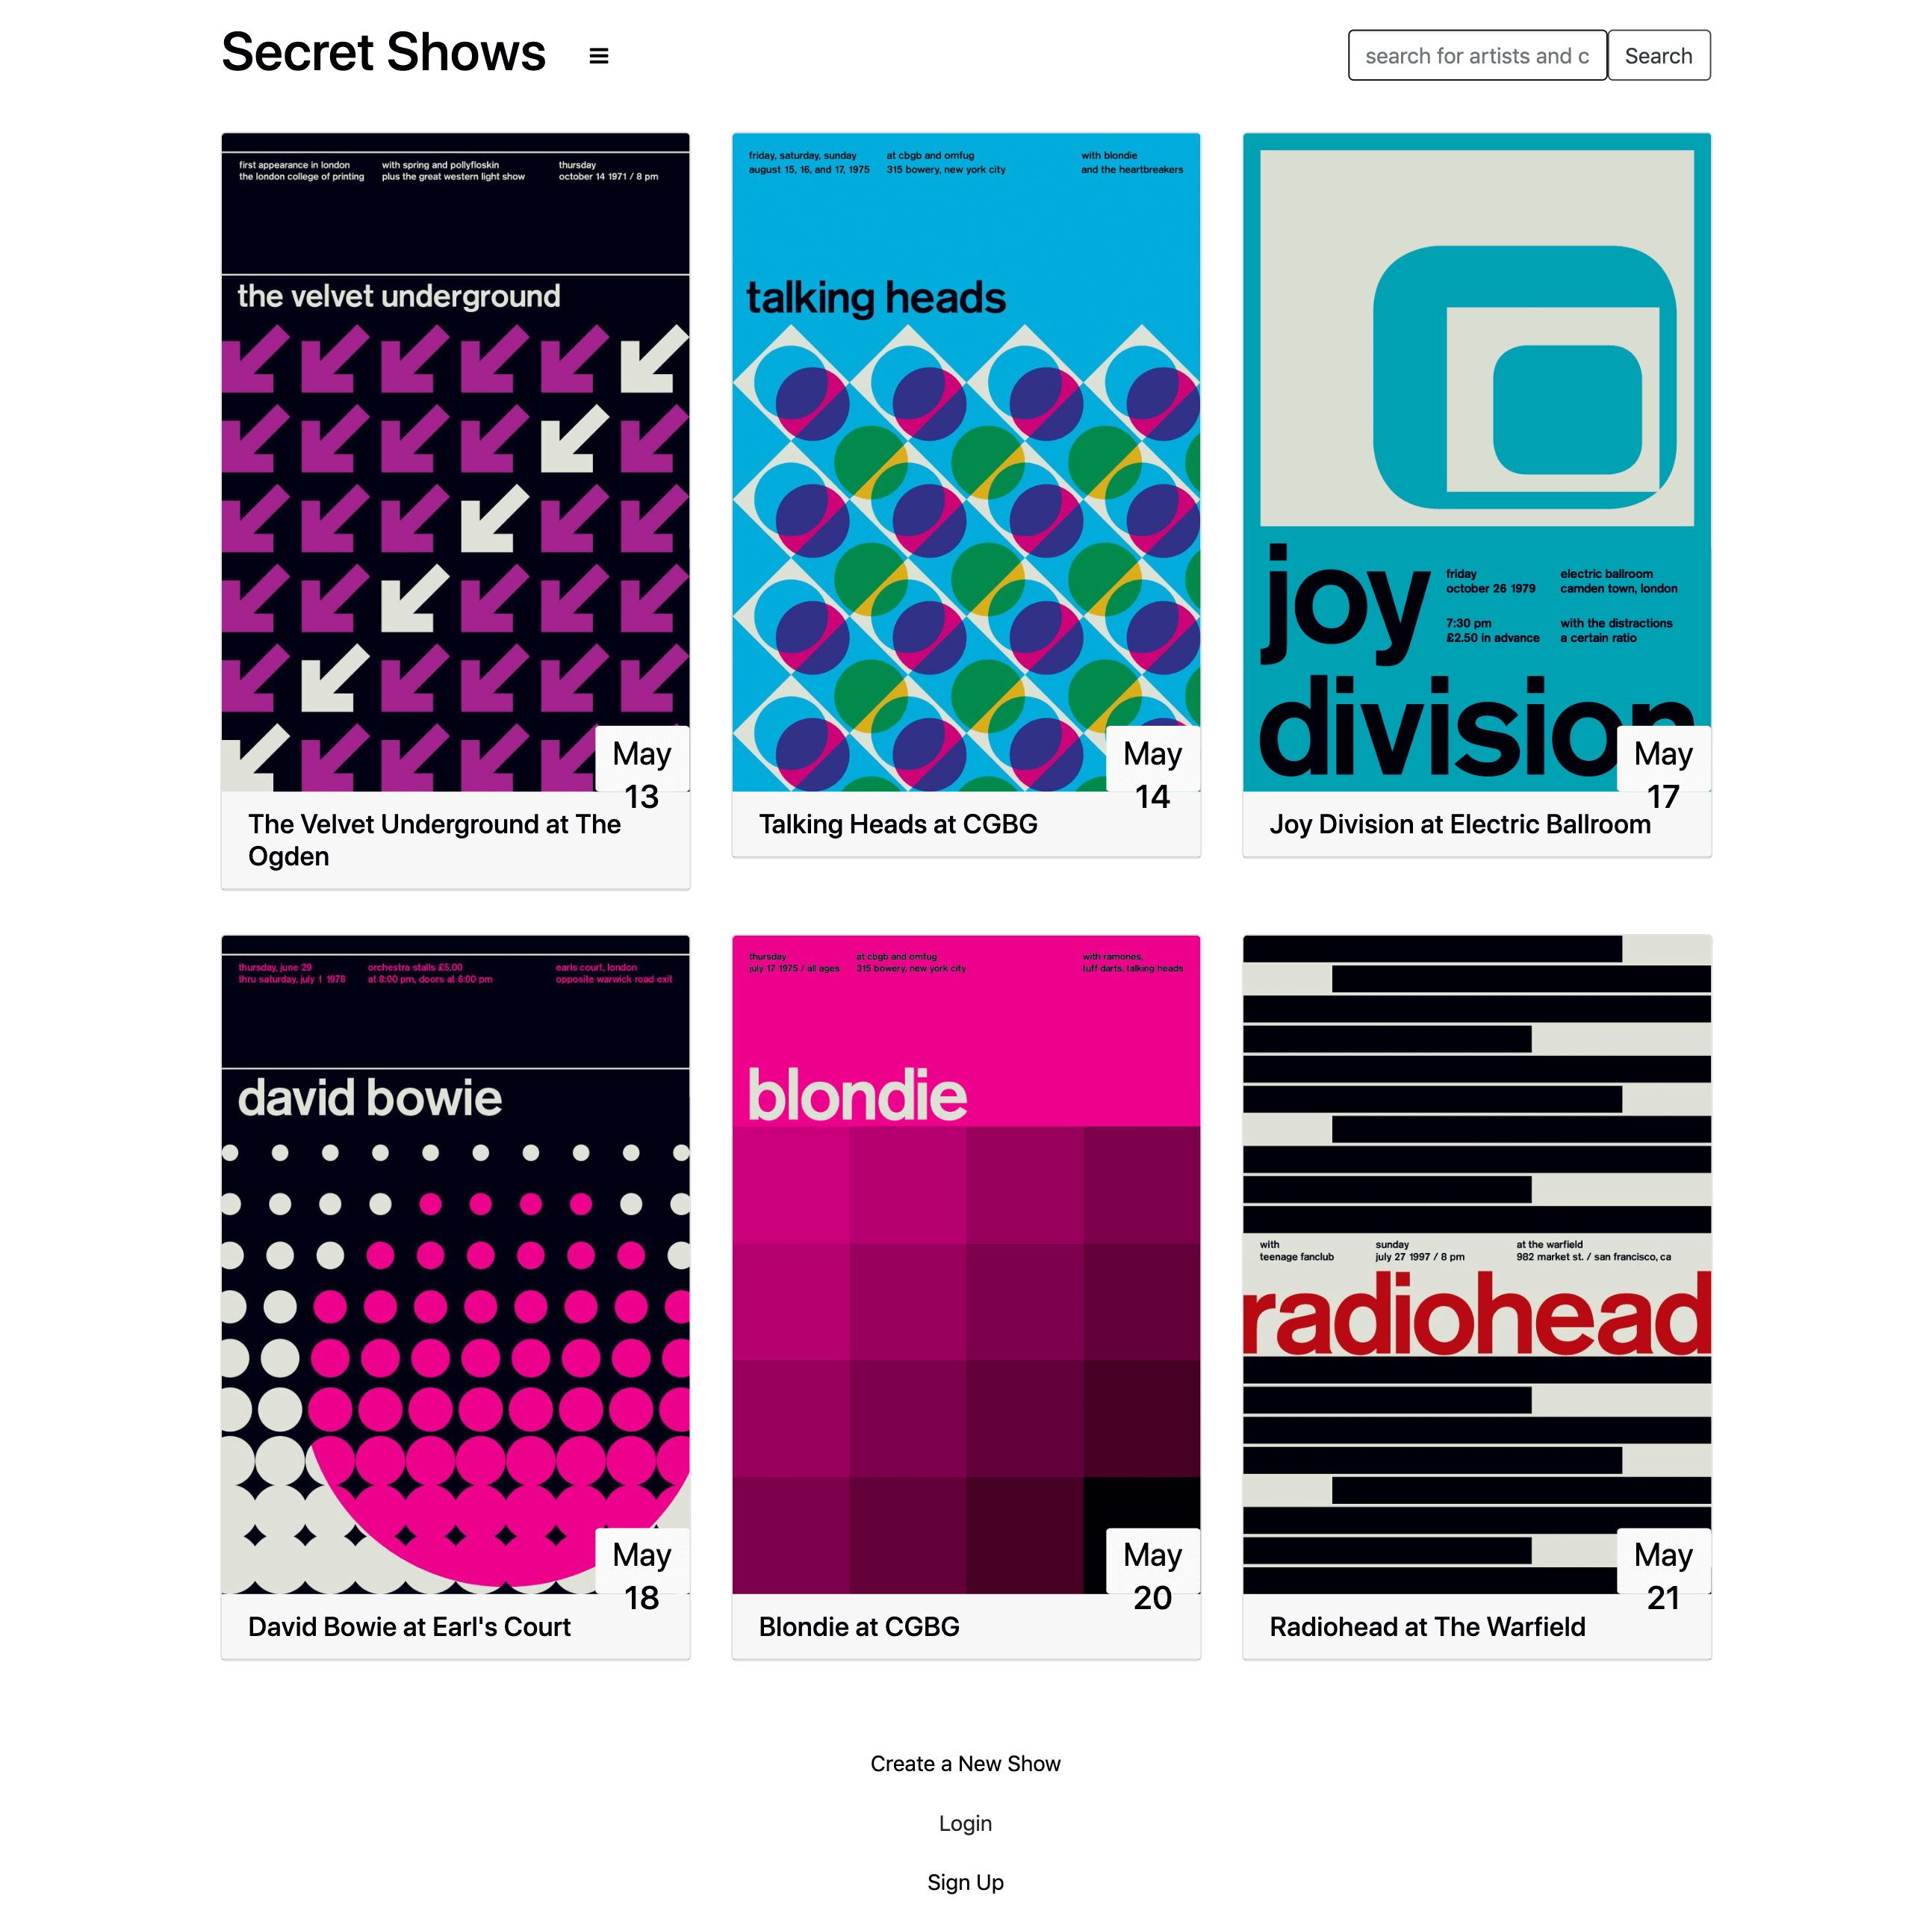 Secret Shows
search for artists and c
Search
first appearance in london
the london college of printing
with spring and pollyfloskin
plus the great western light show
thursday
october 14 1971 / 8 pm
the velvet underground
May
13
The Velvet Underground at The
Ogden
friday, saturday, sunday
august 15, 16, and 17, 1975
at cbgb and omfug
315 bowery, new york city
with blondie
and the heartbreakers
talking heads
May
14
Talking Heads at CGBG
joy
division
friday
october 26 1979
electric ballroom
camden town, london
7:30 pm
£2.50 in advance
with the distractions
a certain ratio
May
17
Joy Division at Electric Ballroom
thursday, june 29
thru saturday, july 1 1978
orchestra stalls £5.00
at 8:00 pm, doors at 6:00 pm
earls court, london
opposite warwick road exit
david bowie
May
18
David Bowie at Earl's Court
thursday
july 17 1975 / all ages
at cbgb and omfug
315 bowery, new york city
with ramones,
tuff darts, talking heads
blondie
May
20
Blondie at CGBG
with
teenage fanclub
sunday
july 27 1997 / 8 pm
at the warfield
982 market st. / san francisco, ca
radiohead
May
21
Radiohead at The Warfield
Create a New Show
Login
Sign Up